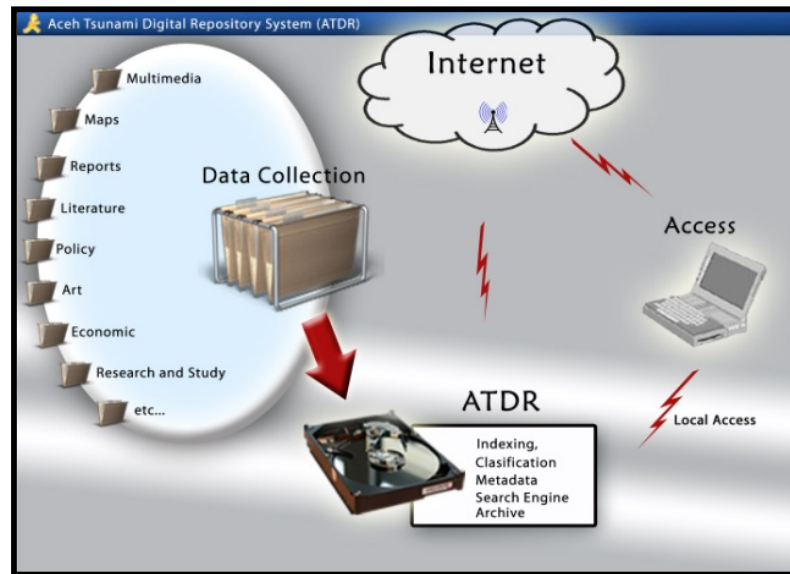 Aceh Tsunami Digital Repository System (ATDR)
Internet
Multimedia
Maps
Reports
Literature
Policy
Art
Economic
Research and Study
etc...
Data Collection
Access
Local Access
ATDR
Indexing,
Clasification
Metadata
Search Engine
Archive